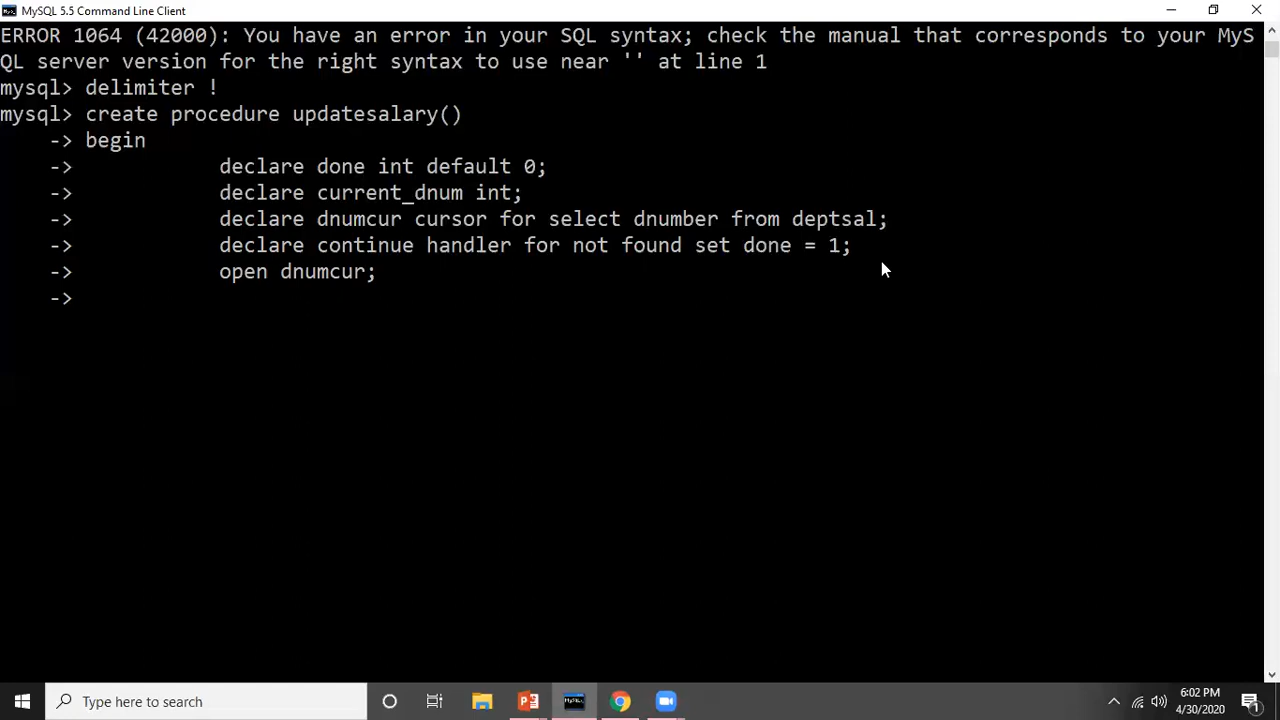 MySQL 5.5 Command Line Client
ERROR 1064 (42000): You have an error in your SQL syntax; check the manual that corresponds to your MyS
QL server version for the right syntax to use near '' at line 1
mysql> delimiter !
mysql> create procedure updatesalary()
-> begin
-> declare done int default 0;
-> declare current_dnum int;
-> declare dnumcur cursor for select dnumber from deptsal;
-> declare continue handler for not found set done = 1;
-> open dnumcur;
->
Type here to search
6:02 PM
4/30/2020
1